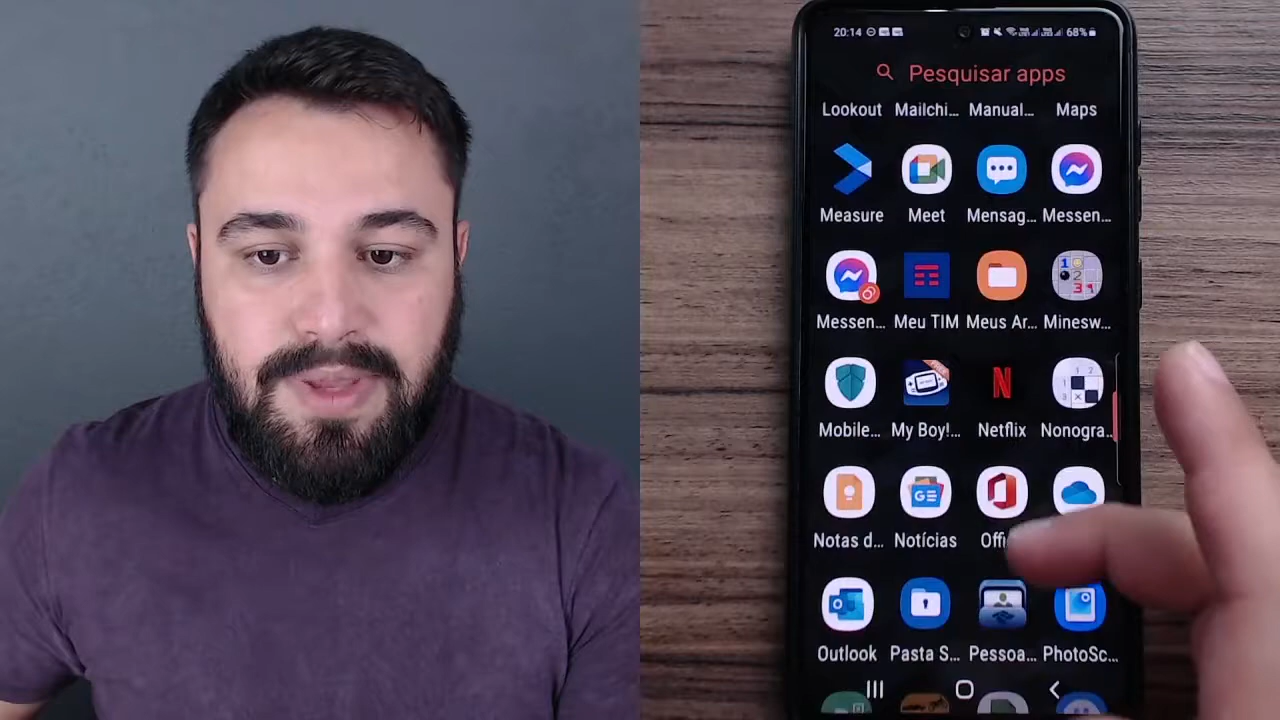 20:14 68%
Pesquisar apps
Lookout Mailchi... Manual... Maps
Measure Meet Mensag... Messen...
Messen... Meu TIM Meus Ar... Minesw...
Mobile... My Boy!... Netflix Nonogra...
Notas d... Notícias Offi
Outlook Pasta S... Pessoa... PhotoSc...